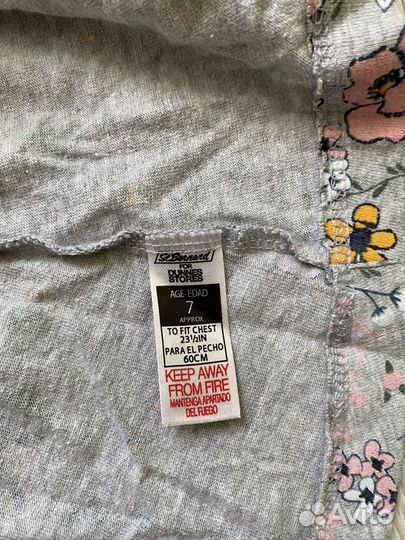 St. Bernard
FOR
DUNNES
STORES
AGE-EDAD
7
APPROX
TO FIT CHEST
23½IN
PARA EL PECHO
60CM
KEEP AWAY
FROM FIRE
MANTENGA APARTADO
DEL FUEGO
Avito